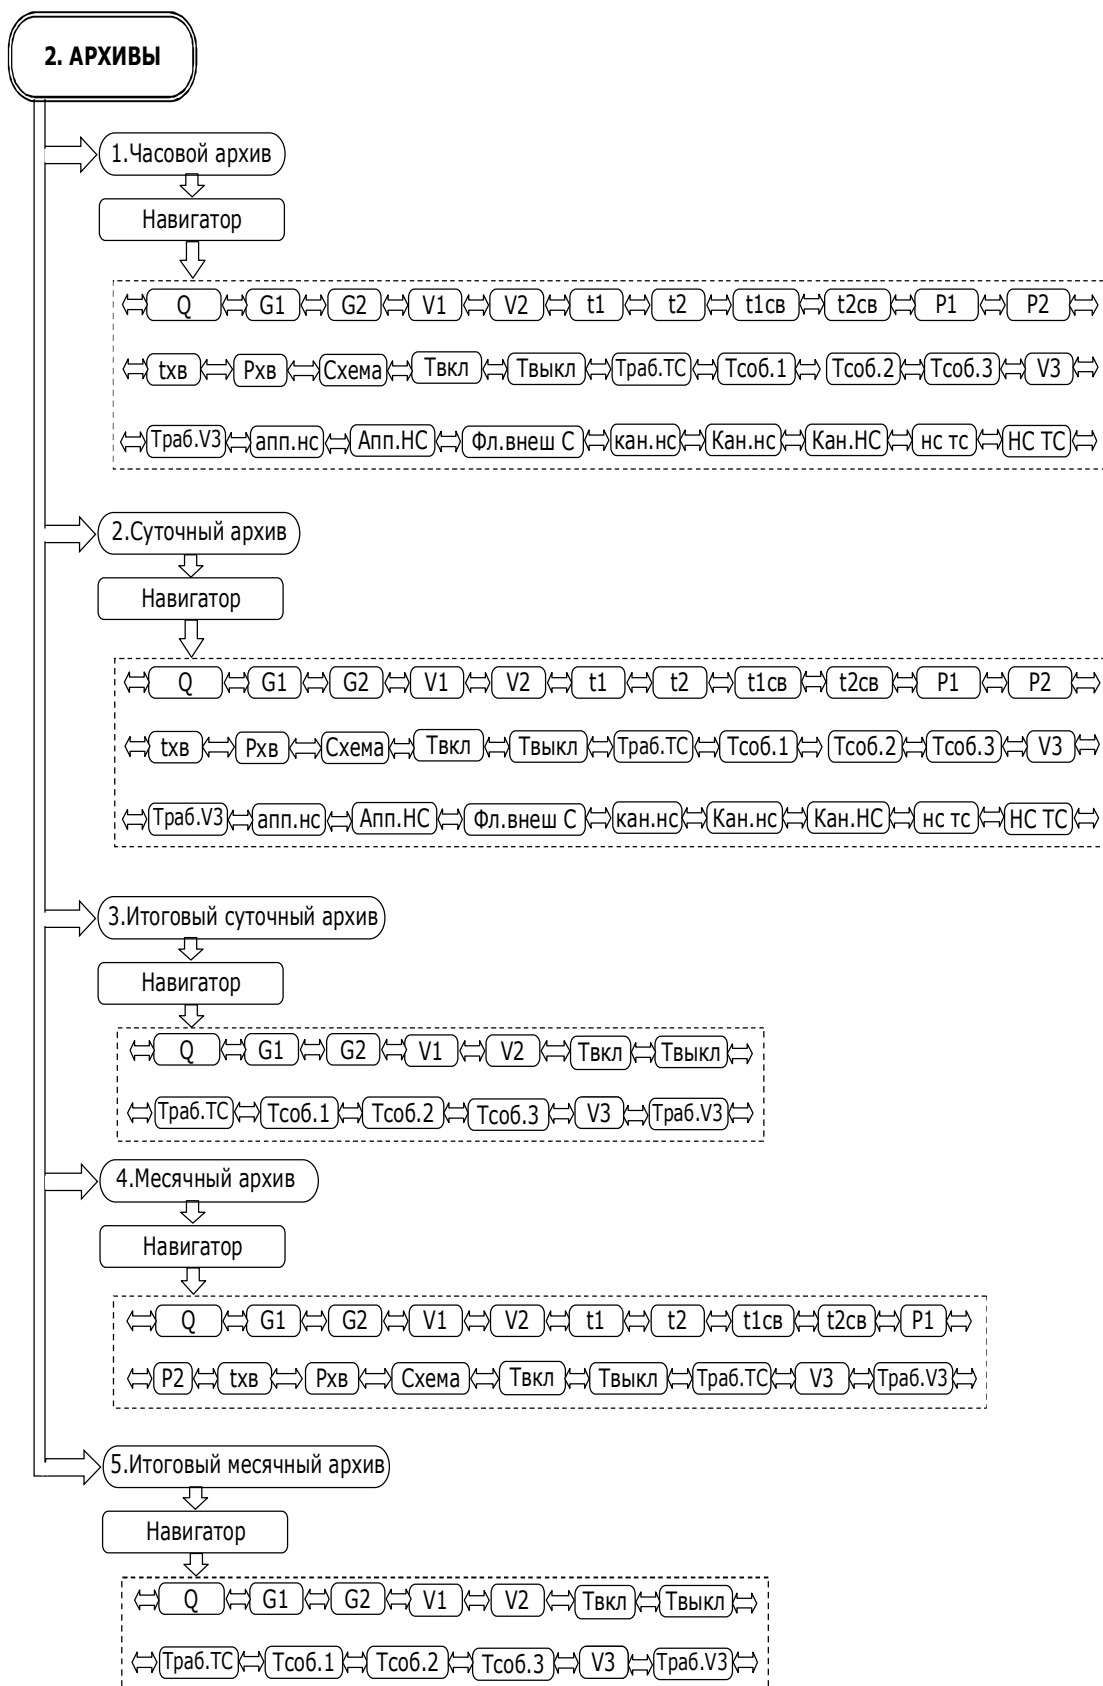 2. АРХИВЫ
1.Часовой архив
Навигатор
Q G1 G2 V1 V2 t1 t2 t1св t2св P1 P2
tхв Рхв Схема Твкл Твыкл Траб.ТС Тсоб.1 Тсоб.2 Тсоб.3 V3
Траб.V3 апп.нс Апп.НС Фл.внеш С кан.нс Кан.нс Кан.НС нс тс НС ТС
2.Суточный архив
Навигатор
Q G1 G2 V1 V2 t1 t2 t1св t2св P1 P2
tхв Рхв Схема Твкл Твыкл Траб.ТС Тсоб.1 Тсоб.2 Тсоб.3 V3
Траб.V3 апп.нс Апп.НС Фл.внеш С кан.нс Кан.нс Кан.НС нс тс НС ТС
3.Итоговый суточный архив
Навигатор
Q G1 G2 V1 V2 Твкл Твыкл
Траб.ТС Тсоб.1 Тсоб.2 Тсоб.3 V3 Траб.V3
4.Месячный архив
Навигатор
Q G1 G2 V1 V2 t1 t2 t1св t2св P1
P2 tхв Рхв Схема Твкл Твыкл Траб.ТС V3 Траб.V3
5.Итоговый месячный архив
Навигатор
Q G1 G2 V1 V2 Твкл Твыкл
Траб.ТС Тсоб.1 Тсоб.2 Тсоб.3 V3 Траб.V3